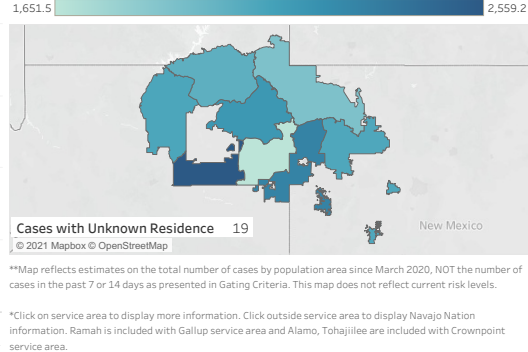 1,651.5 2,559.2
New Mexico
Cases with Unknown Residence 19
© 2021 Mapbox © OpenStreetMap
**Map reflects estimates on the total number of cases by population area since March 2020, NOT the number of
cases in the past 7 or 14 days as presented in Gating Criteria. This map does not reflect current risk levels.
*Click on service area to display more information. Click outside service area to display Navajo Nation
information. Ramah is included with Gallup service area and Alamo, Tohajiilee are included with Crownpoint
service area.